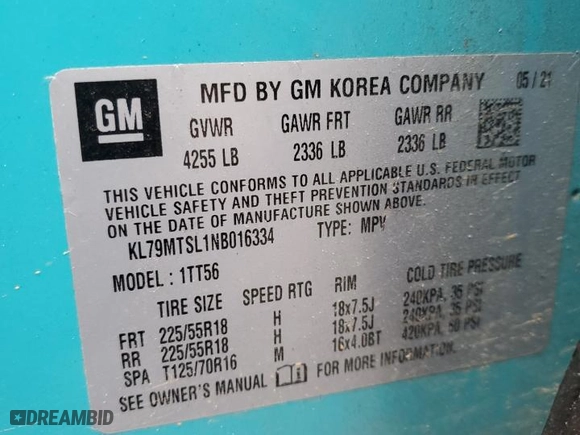 GM
MFD BY GM KOREA COMPANY 05/21
GVWR GAWR FRT GAWR RR
4255 LB 2336 LB 2336 LB
THIS VEHICLE CONFORMS TO ALL APPLICABLE U.S. FEDERAL MOTOR
VEHICLE SAFETY AND THEFT PREVENTION STANDARDS IN EFFECT
ON THE DATE OF MANUFACTURE SHOWN ABOVE.
KL79MTSL1NB016334 TYPE: MPV
MODEL: 1TT56
TIRE SIZE SPEED RTG RIM COLD TIRE PRESSURE
FRT 225/55R18 H 18x7.5J 240KPA, 35 PSI
RR 225/55R18 H 18x7.5J 240KPA, 35 PSI
SPA T125/70R16 M 16x4.0BT 420KPA, 60 PSI
SEE OWNER'S MANUAL FOR MORE INFORMATION.
DREAMBID